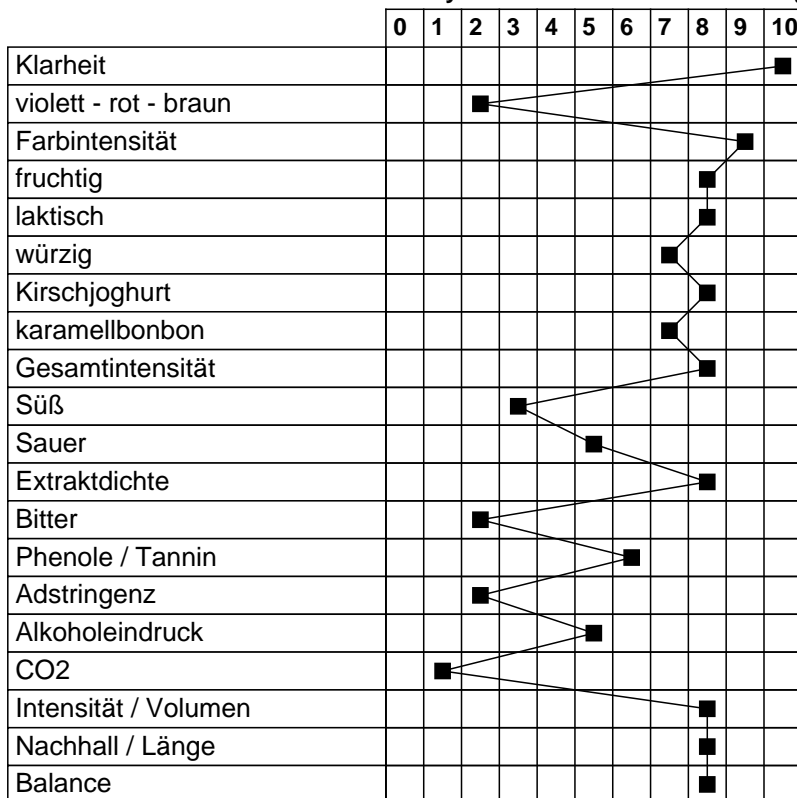 0 1 2 3 4 5 6 7 8 9 10
Klarheit
violett - rot - braun
Farbintensität
fruchtig
laktisch
würzig
Kirschjoghurt
karamellbonbon
Gesamtintensität
Süß
Sauer
Extraktdichte
Bitter
Phenole / Tannin
Adstringenz
Alkoholeindruck
CO2
Intensität / Volumen
Nachhall / Länge
Balance